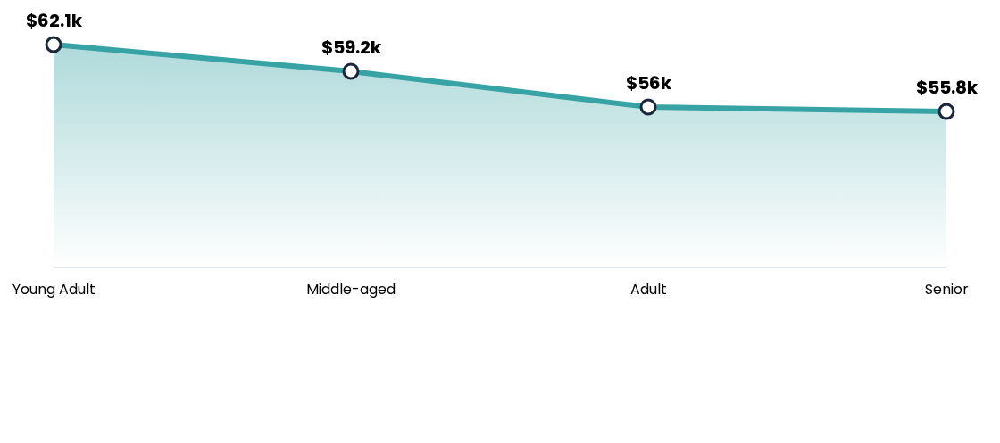 $62.1k
$59.2k
$56k
$55.8k
Young Adult
Middle-aged
Adult
Senior